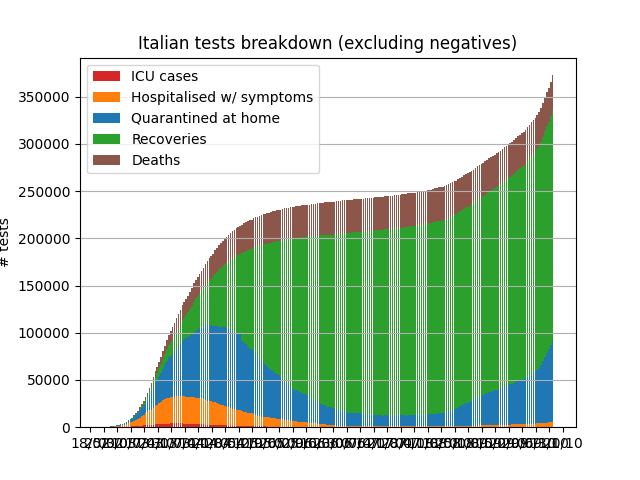 Italian tests breakdown (excluding negatives)
ICU cases
Hospitalised w/ symptoms
Quarantined at home
Recoveries
Deaths
350000
300000
250000
200000
150000
100000
50000
0
# tests